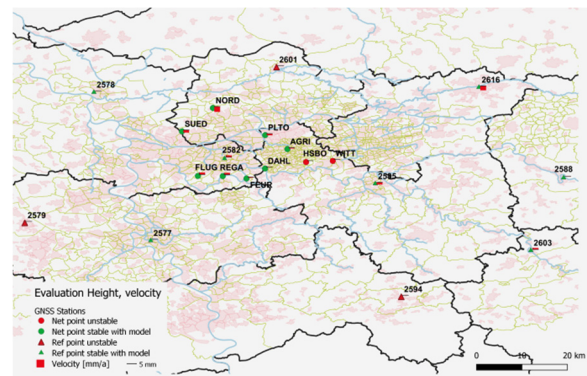 2601
2578
2616
NORD
SUED
PLTO
AGRI
2582
HSBO
WITT
FLUG REGA
DAHL
FEUR
2585
2588
2579
2577
2603
2594
Evaluation Height, velocity
GNSS Stations
Net point unstable
Net point stable with model
Ref point unstable
Ref point stable with model
Velocity [mm/a]
5 mm
0
10
20 km